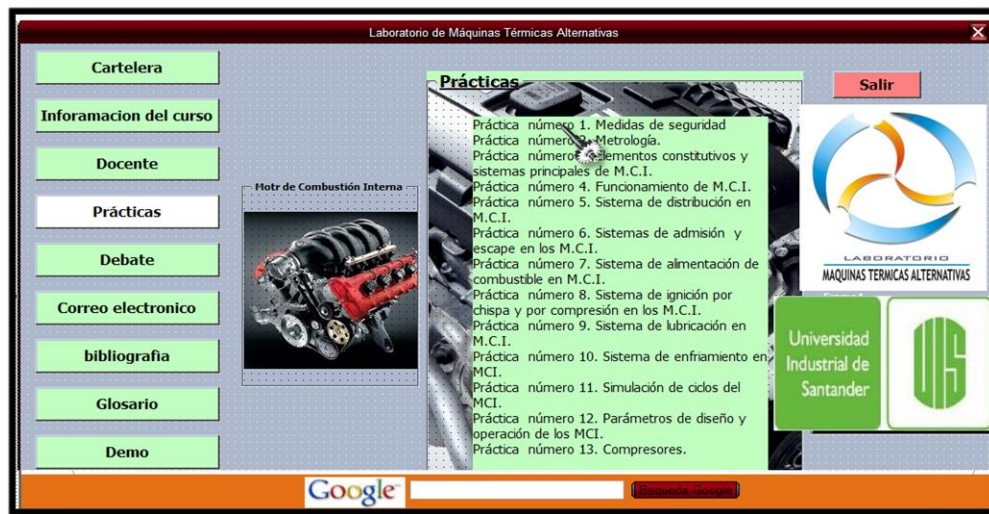 Laboratorio de Máquinas Térmicas Alternativas
Cartelera
Inforamacion del curso
Docente
Prácticas
Debate
Correo electronico
bibliografia
Glosario
Demo
Motr de Combustión Interna
Prácticas
Práctica número 1. Medidas de seguridad
Práctica número Metrología.
Práctica número elementos constitutivos y
sistemas principales de M.C.I.
Práctica número 4. Funcionamiento de M.C.I.
Práctica número 5. Sistema de distribución en
M.C.I.
Práctica número 6. Sistemas de admisión y
escape en los M.C.I.
Práctica número 7. Sistema de alimentación de
combustible en M.C.I.
Práctica número 8. Sistema de ignición por
chispa y por compresión en los M.C.I.
Práctica número 9. Sistema de lubricación en
M.C.I.
Práctica número 10. Sistema de enfriamiento en
MCI.
Práctica número 11. Simulación de ciclos del
MCI.
Práctica número 12. Parámetros de diseño y
operación de los MCI.
Práctica número 13. Compresores.
Salir
LABORATORIO
MAQUINAS TERMICAS ALTERNATIVAS
Universidad
Industrial de
Santander
UIS
Google
Google